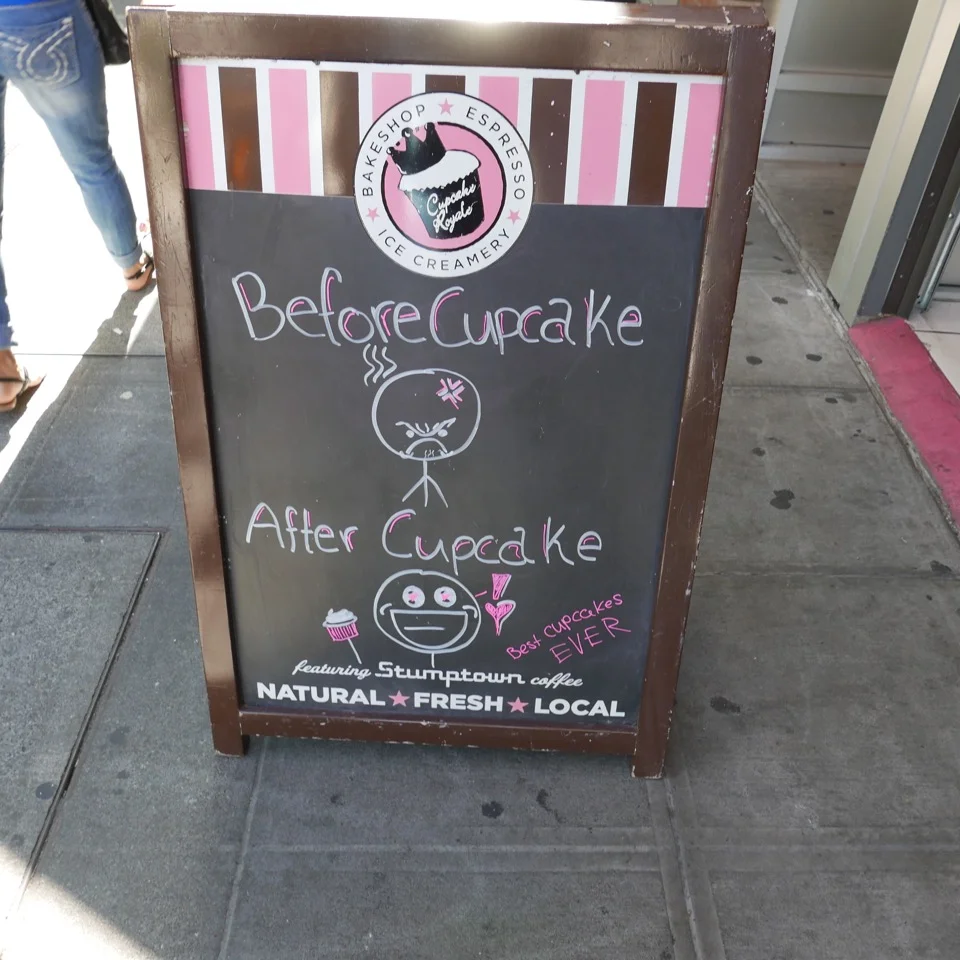 BAKESHOP ★ ESPRESSO ★ ICE CREAMERY ★
Cupcake
Royale
Before Cupcake
After Cupcake
Best cupcakes
EVER
featuring Stumptown coffee
NATURAL ★ FRESH ★ LOCAL